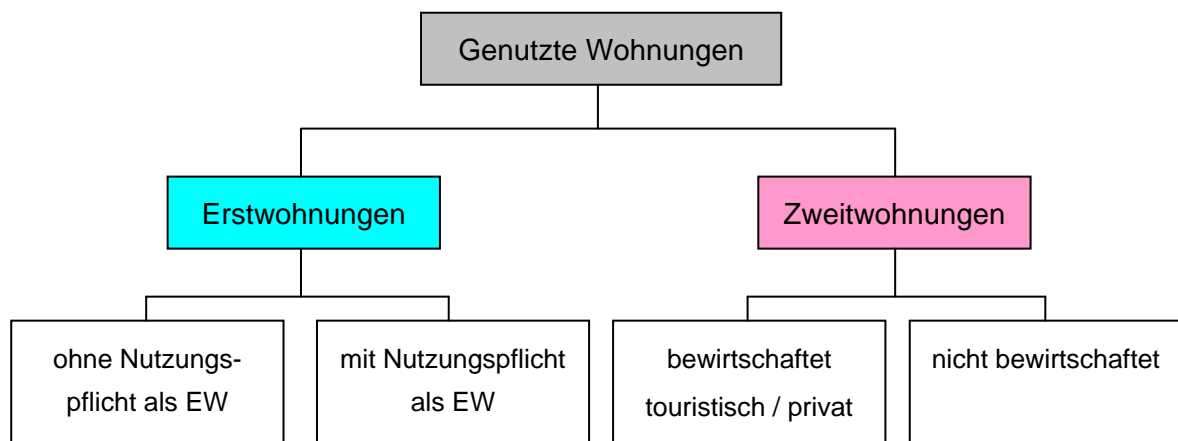 Genutzte Wohnungen
Erstwohnungen
Zweitwohnungen
ohne Nutzungs-
pflicht als EW
mit Nutzungspflicht
als EW
bewirtschaftet
touristisch / privat
nicht bewirtschaftet